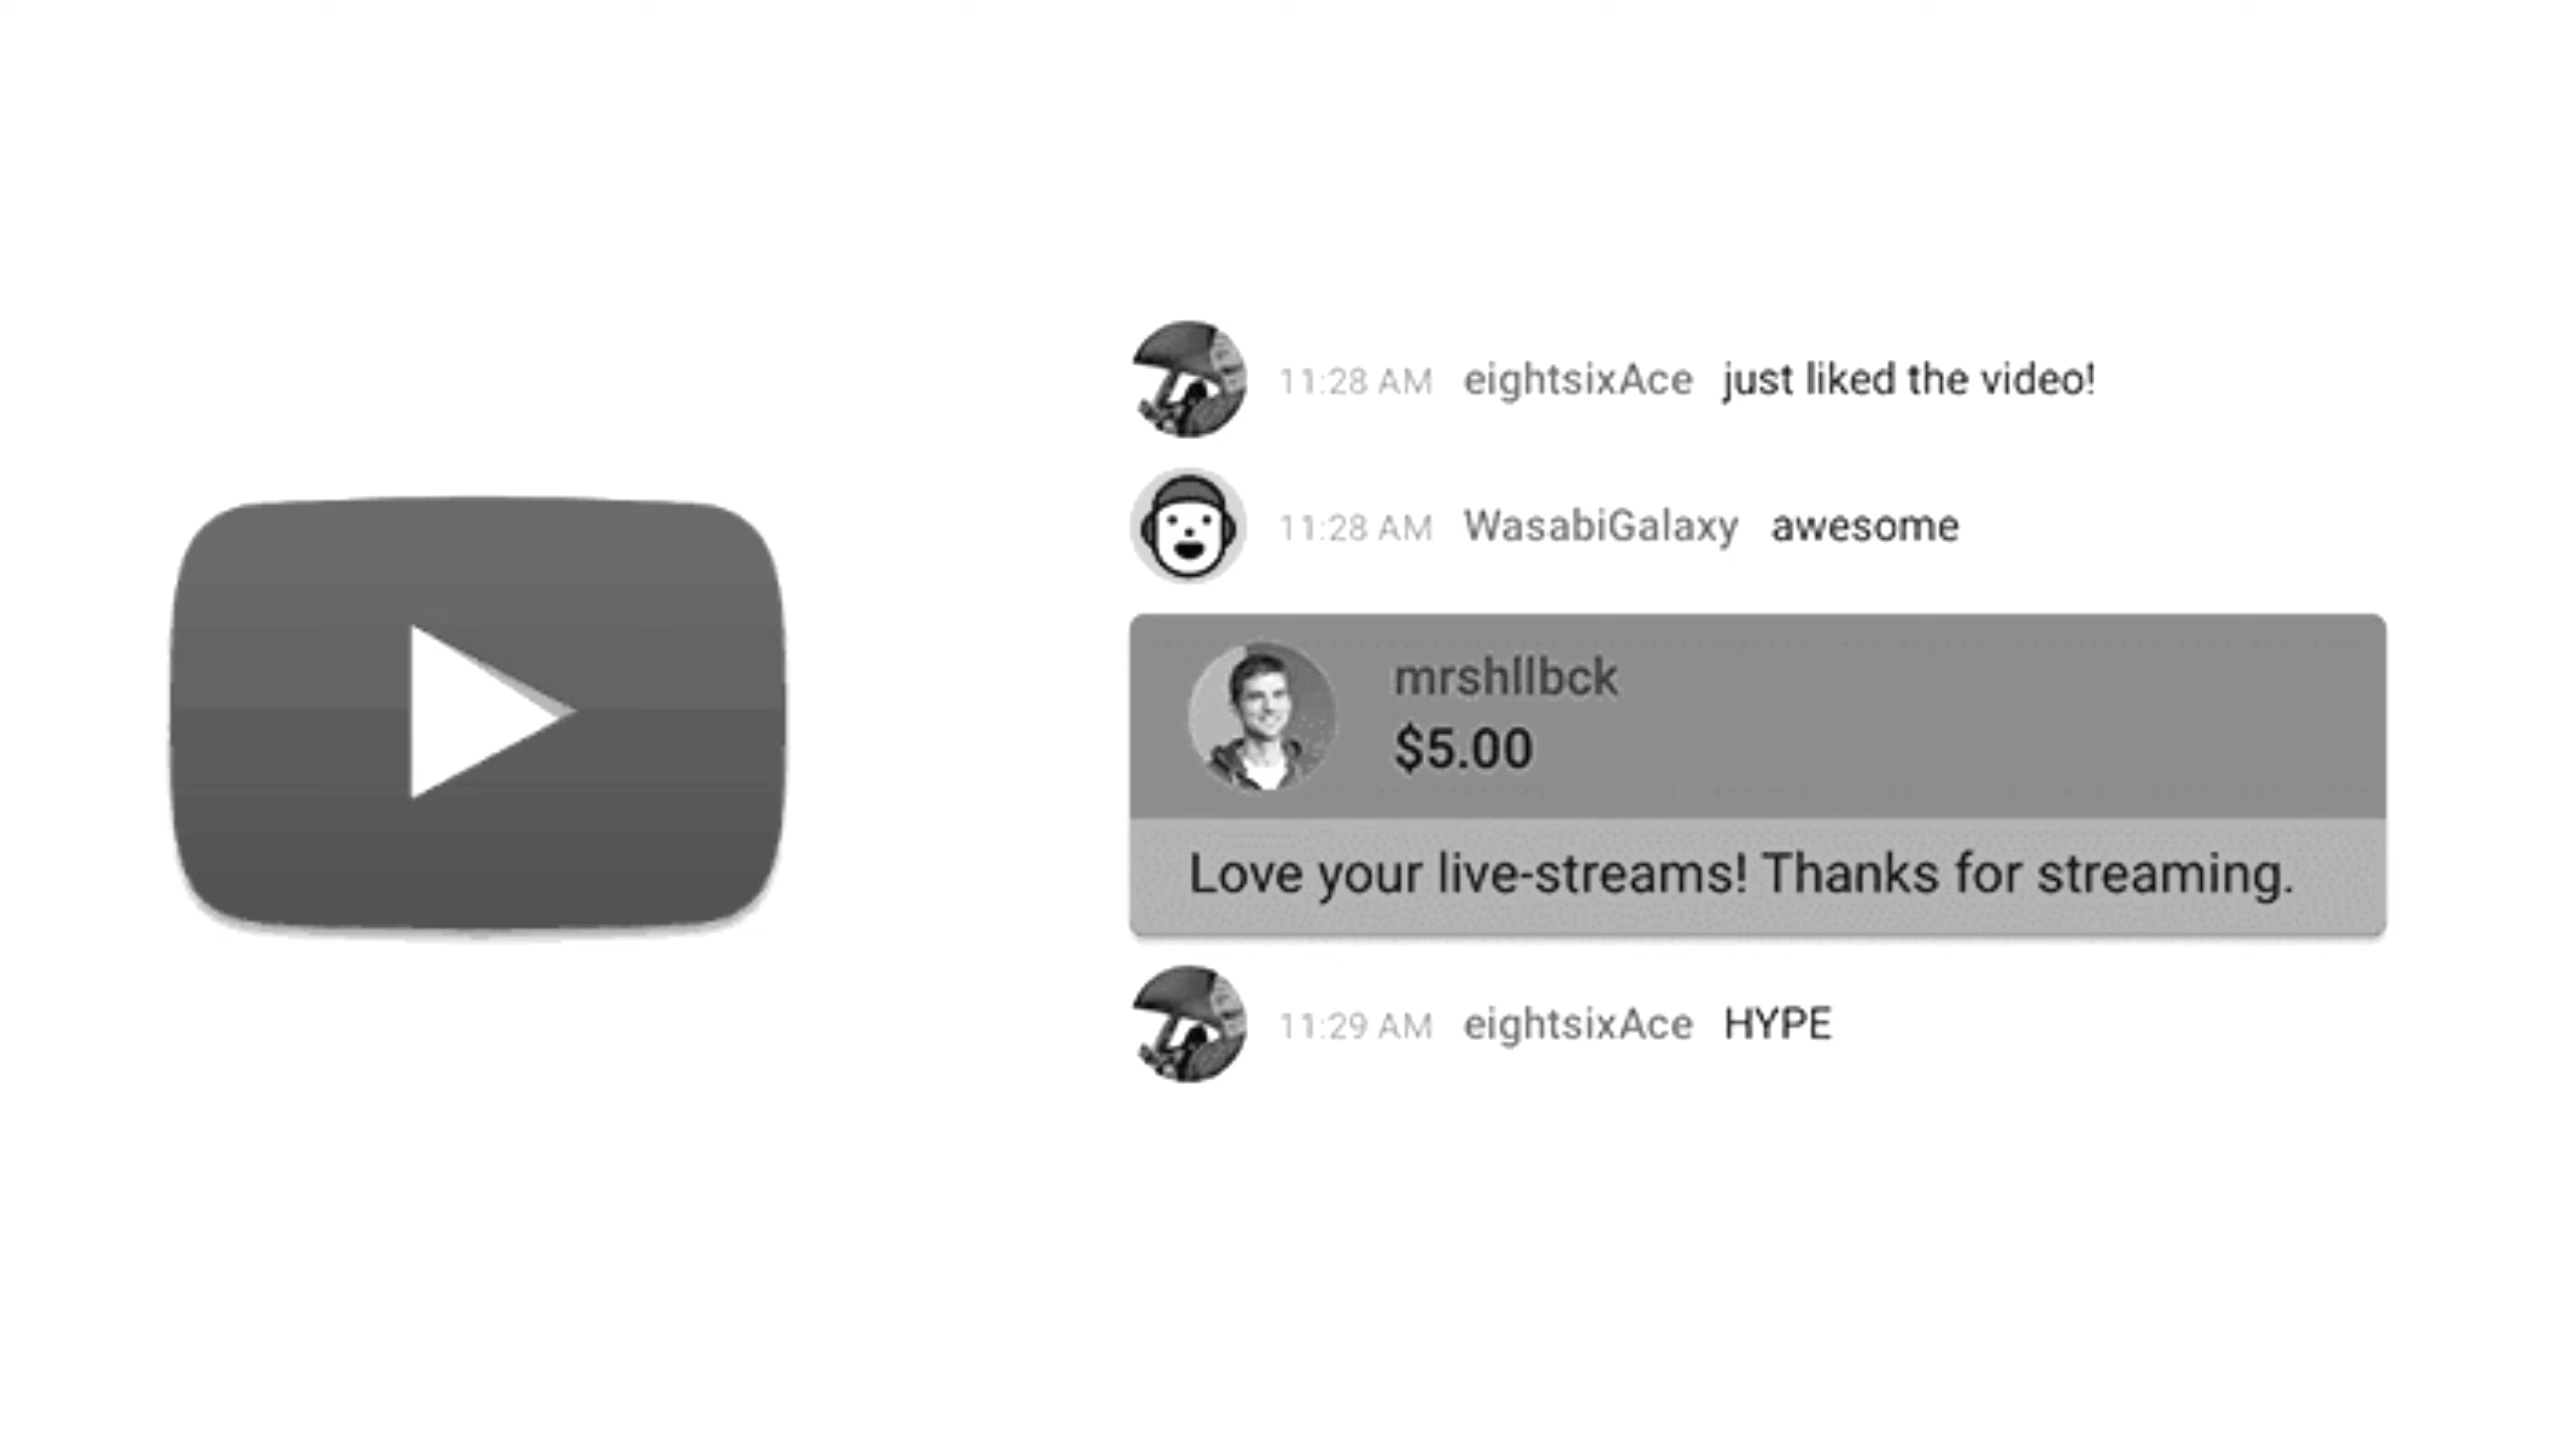 11:28 AM eightsixAce just liked the video!
11:28 AM WasabiGalaxy awesome
mrshllbck
$5.00
Love your live-streams! Thanks for streaming.
11:29 AM eightsixAce HYPE